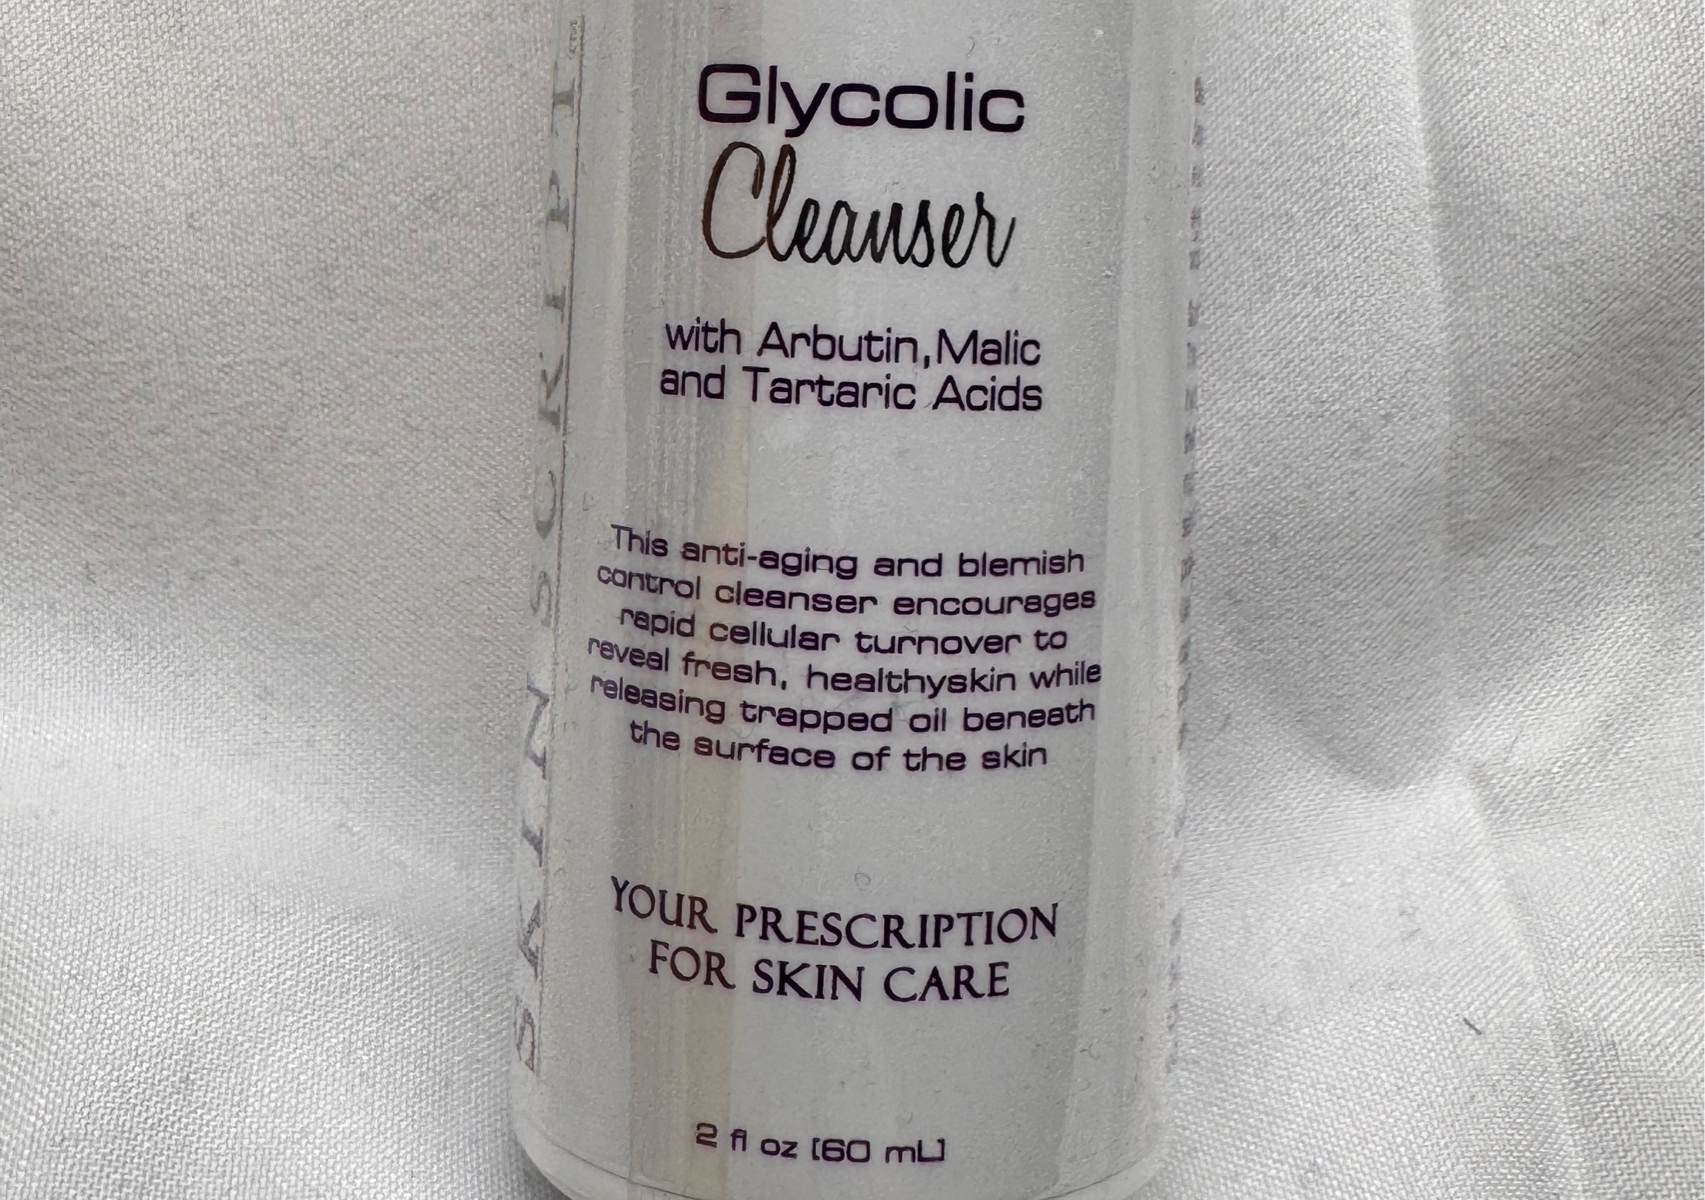 Glycolic
Cleanser
with Arbutin, Malic
and Tartaric Acids
This anti-aging and blemish
control cleanser encourages
rapid cellular turnover to
reveal fresh, healthyskin while
releasing trapped oil beneath
the surface of the skin
YOUR PRESCRIPTION
FOR SKIN CARE
2 fl oz [60 mL]
SKINSCRIPT